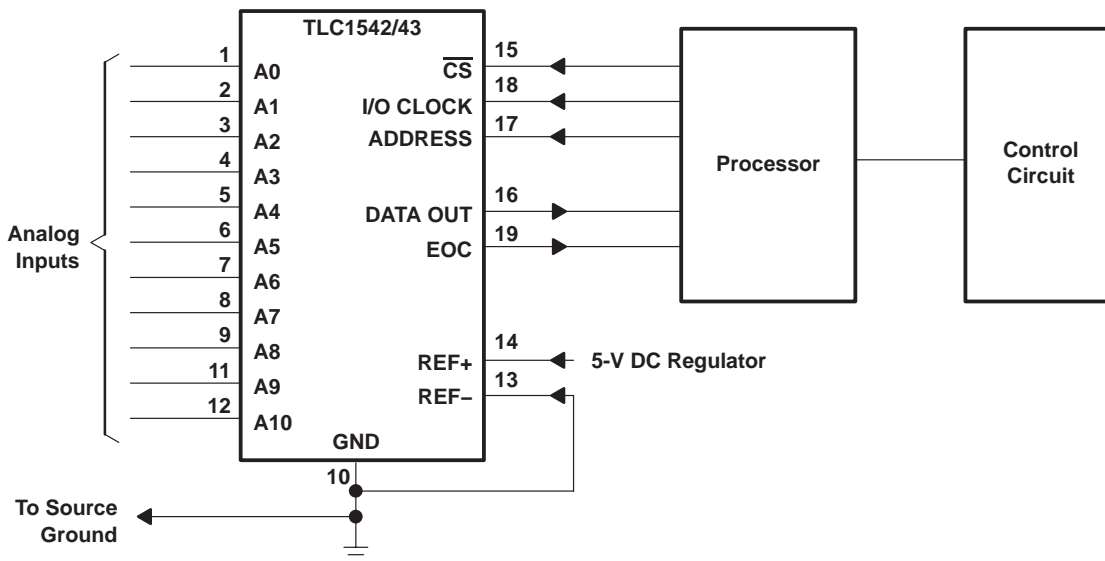 TLC1542/43
1
A0
2
A1
3
A2
4
A3
5
A4
6
A5
7
A6
8
A7
9
A8
11
A9
12
A10
Analog
Inputs
15
CS
18
I/O CLOCK
17
ADDRESS
16
DATA OUT
19
EOC
14
REF+
5-V DC Regulator
13
REF–
GND
10
To Source
Ground
Processor
Control
Circuit